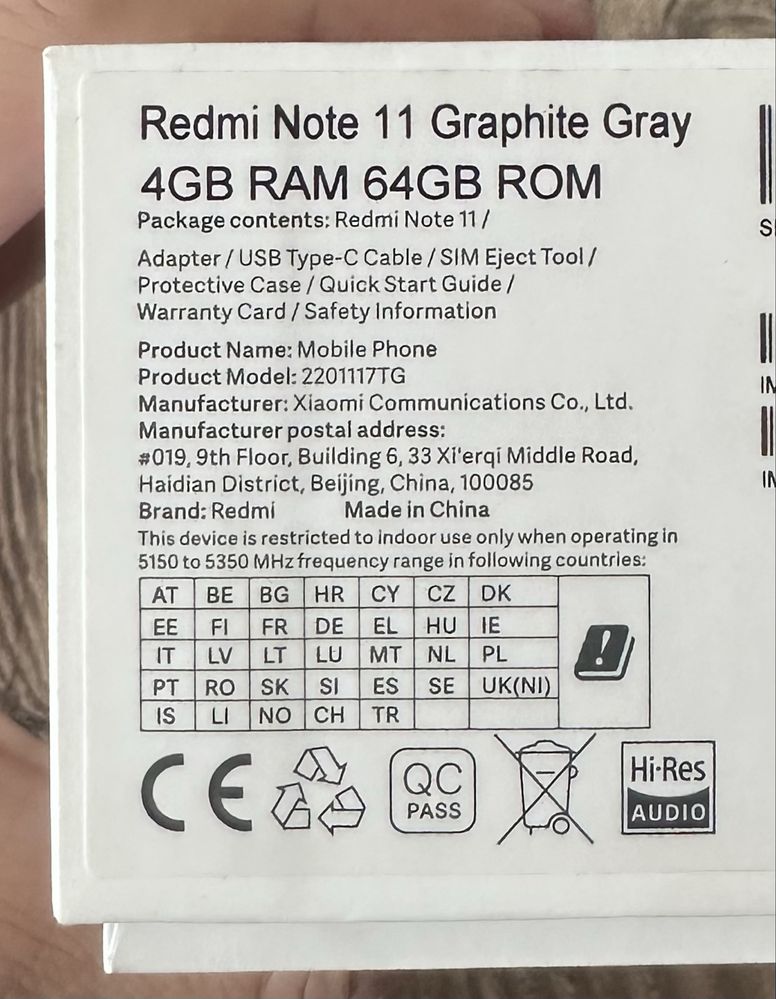 Redmi Note 11 Graphite Gray
4GB RAM 64GB ROM
Package contents: Redmi Note 11 /
Adapter / USB Type-C Cable / SIM Eject Tool /
Protective Case / Quick Start Guide /
Warranty Card / Safety Information
Product Name: Mobile Phone
Product Model: 2201117TG
Manufacturer: Xiaomi Communications Co., Ltd.
Manufacturer postal address:
#019, 9th Floor, Building 6, 33 Xi'erqi Middle Road,
Haidian District, Beijing, China, 100085
Brand: Redmi Made in China
This device is restricted to indoor use only when operating in
5150 to 5350 MHz frequency range in following countries:
AT BE BG HR CY CZ DK
EE FI FR DE EL HU IE
IT LV LT LU MT NL PL
PT RO SK SI ES SE UK(NI)
IS LI NO CH TR
CE
QC
PASS
Hi-Res
AUDIO